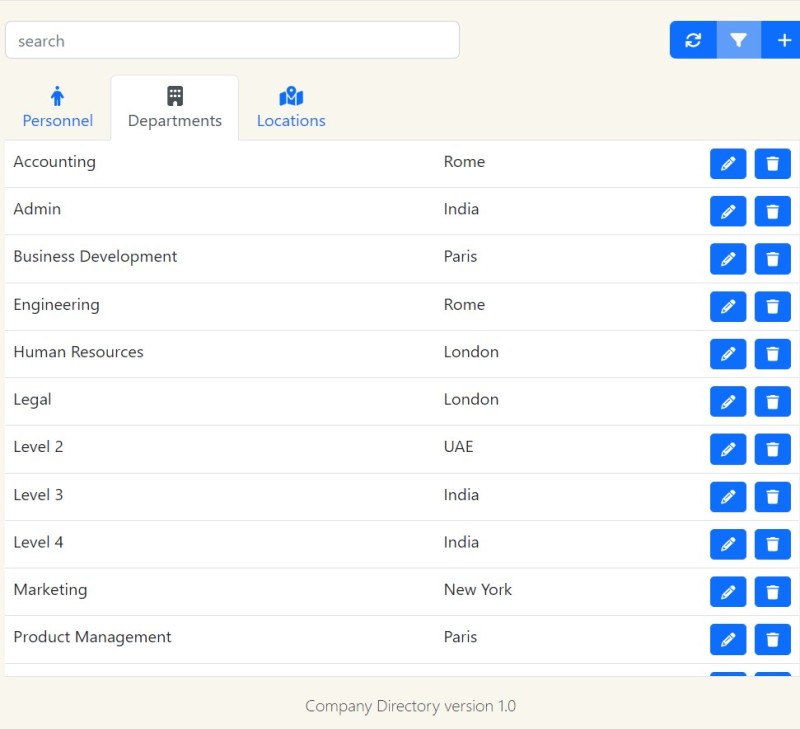 search
Personnel Departments Locations
Accounting Rome
Admin India
Business Development Paris
Engineering Rome
Human Resources London
Legal London
Level 2 UAE
Level 3 India
Level 4 India
Marketing New York
Product Management Paris
Company Directory version 1.0